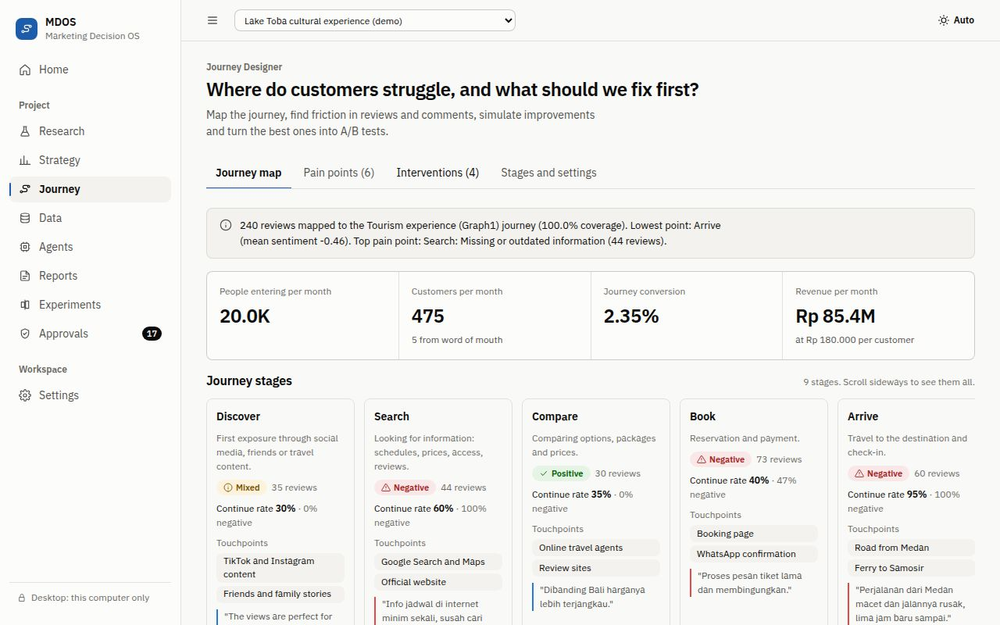 MDOS
Marketing Decision OS
Home
Project
Research
Strategy
Journey
Data
Agents
Reports
Experiments
Approvals
17
Workspace
Settings
Desktop: this computer only
Lake Toba cultural experience (demo)
Auto
Journey Designer
Where do customers struggle, and what should we fix first?
Map the journey, find friction in reviews and comments, simulate improvements
and turn the best ones into A/B tests.
Journey map
Pain points (6)
Interventions (4)
Stages and settings
240 reviews mapped to the Tourism experience (Graph1) journey (100.0% coverage). Lowest point: Arrive
(mean sentiment -0.46). Top pain point: Search: Missing or outdated information (44 reviews).
People entering per month
20.0K
Customers per month
475
5 from word of mouth
Journey conversion
2.35%
Revenue per month
Rp 85.4M
at Rp 180.000 per customer
Journey stages
9 stages. Scroll sideways to see them all.
Discover
First exposure through social
media, friends or travel
content.
Mixed
35 reviews
Continue rate 30% · 0%
negative
Touchpoints
TikTok and Instagram
content
Friends and family stories
"The views are perfect for
Search
Looking for information:
schedules, prices, access,
reviews.
Negative
44 reviews
Continue rate 60% · 100%
negative
Touchpoints
Google Search and Maps
Official website
"Info jadwal di internet
minim sekali, susah cari
Compare
Comparing options, packages
and prices.
Positive
30 reviews
Continue rate 35% · 0%
negative
Touchpoints
Online travel agents
Review sites
"Dibanding Bali harganya
lebih terjangkau."
Book
Reservation and payment.
Negative
73 reviews
Continue rate 40% · 47%
negative
Touchpoints
Booking page
WhatsApp confirmation
"Proses pesan tiket lama
dan membingungkan."
Arrive
Travel to the destination and
check-in.
Negative
60 reviews
Continue rate 95% · 100%
negative
Touchpoints
Road from Medan
Ferry to Samosir
"Perjalanan dari Medan
macet dan jalannya rusak,
lima jam baru sampai."